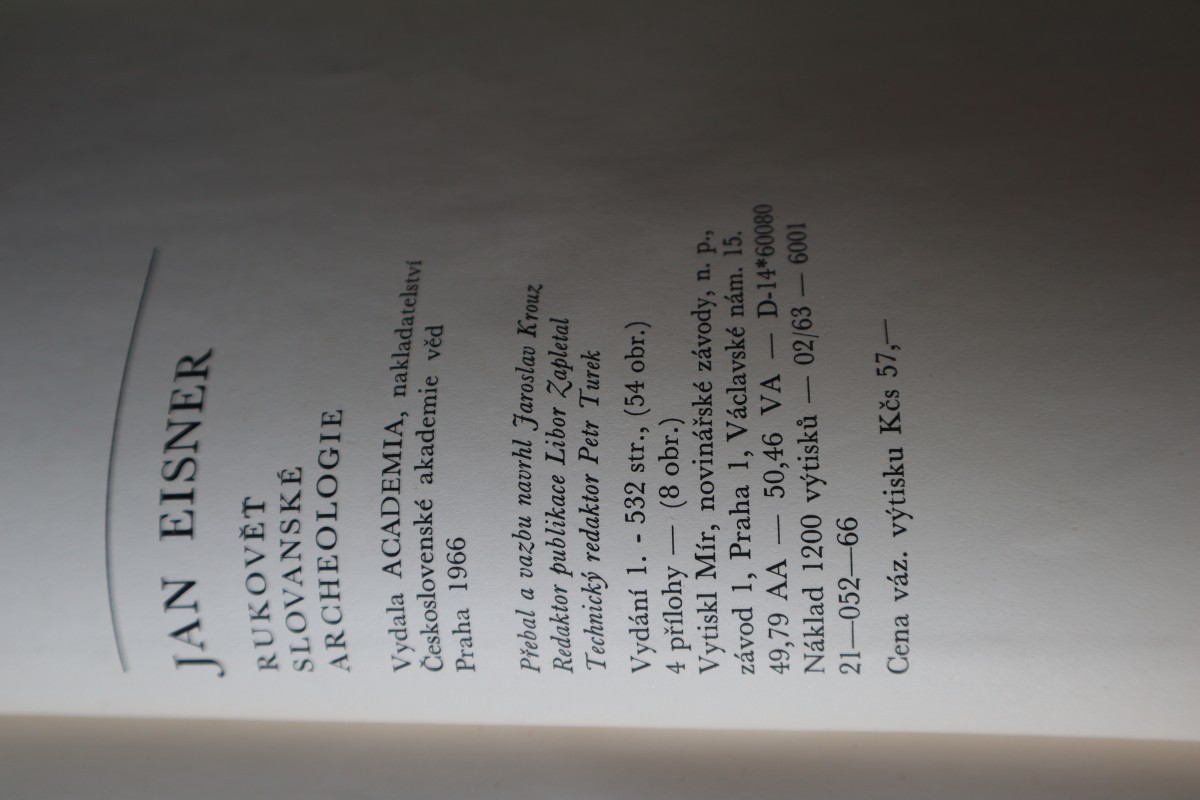 JAN EISNER
RUKOVĚT
SLOVANSKÉ
ARCHEOLOGIE
Vydala ACADEMIA, nakladatelství
Československé akademie věd
Praha 1966
Přebal a vazbu navrhl Jaroslav Krouz
Redaktor publikace Libor Zapletal
Technický redaktor Petr Turek
Vydání 1. - 532 str., (54 obr.)
4 přílohy — (8 obr.)
Vytiskl Mír, novinářské závody, n. p.,
závod 1, Praha 1, Václavské nám. 15.
49,79 AA — 50,46 VA — D-14*60080
Náklad 1200 výtisků — 02/63 — 6001
21—052—66
Cena váz. výtisku Kčs 57,—